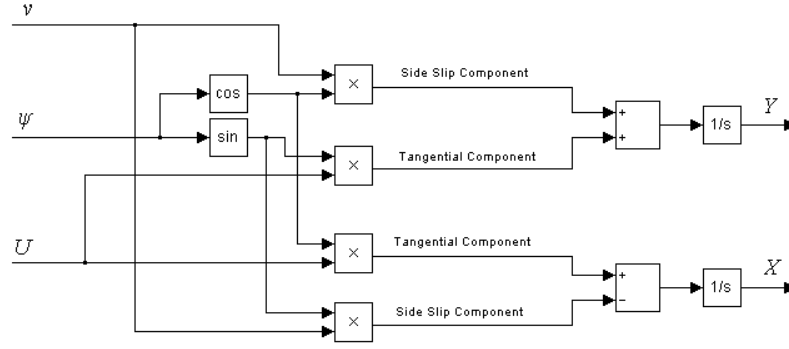 ν
Side Slip Component
ψ
cos
×
+
+
1/s
Y
sin
×
Tangential Component
U
×
Tangential Component
+
−
1/s
X
×
Side Slip Component